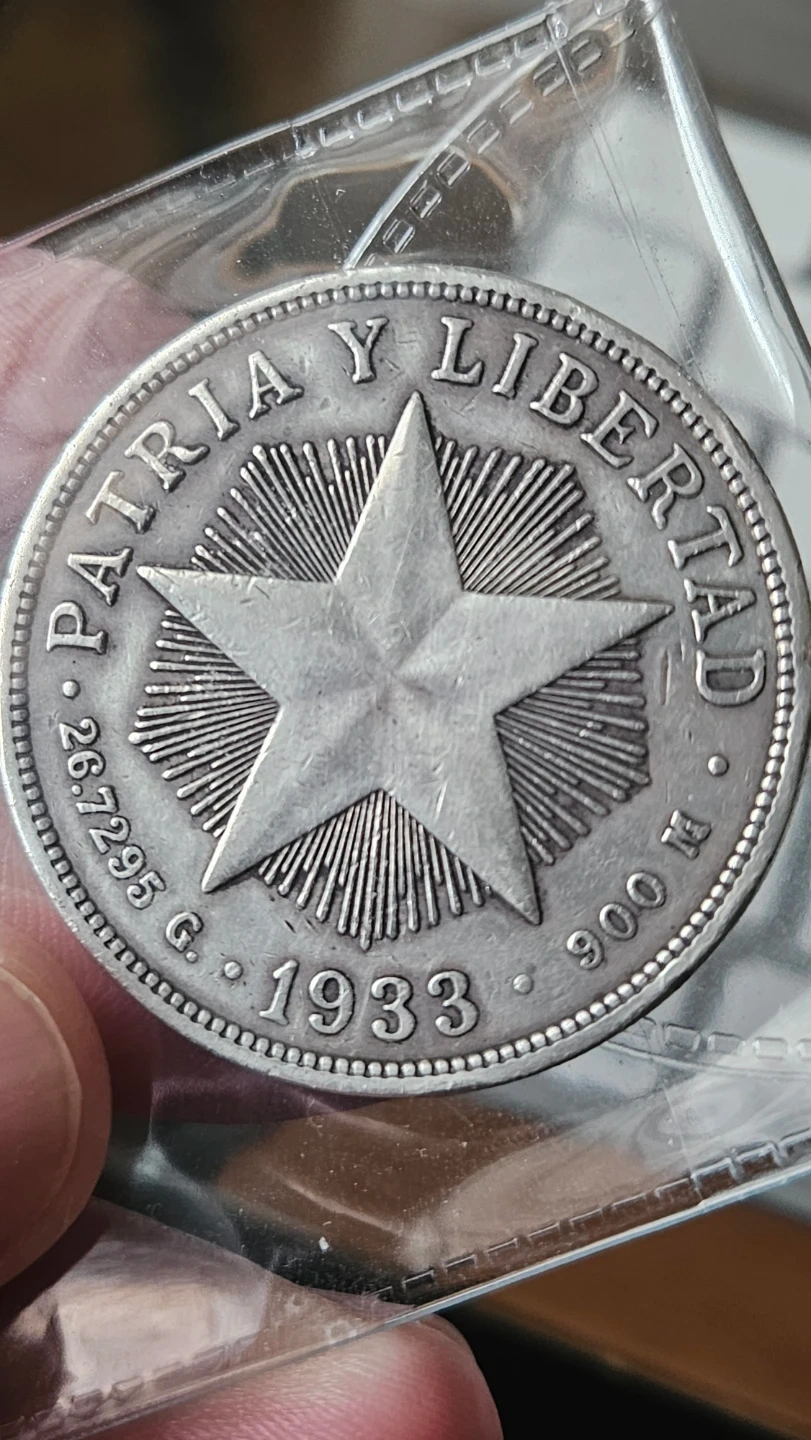 PATRIA Y LIBERTAD
26.7295 G. · 1933 · 900 M